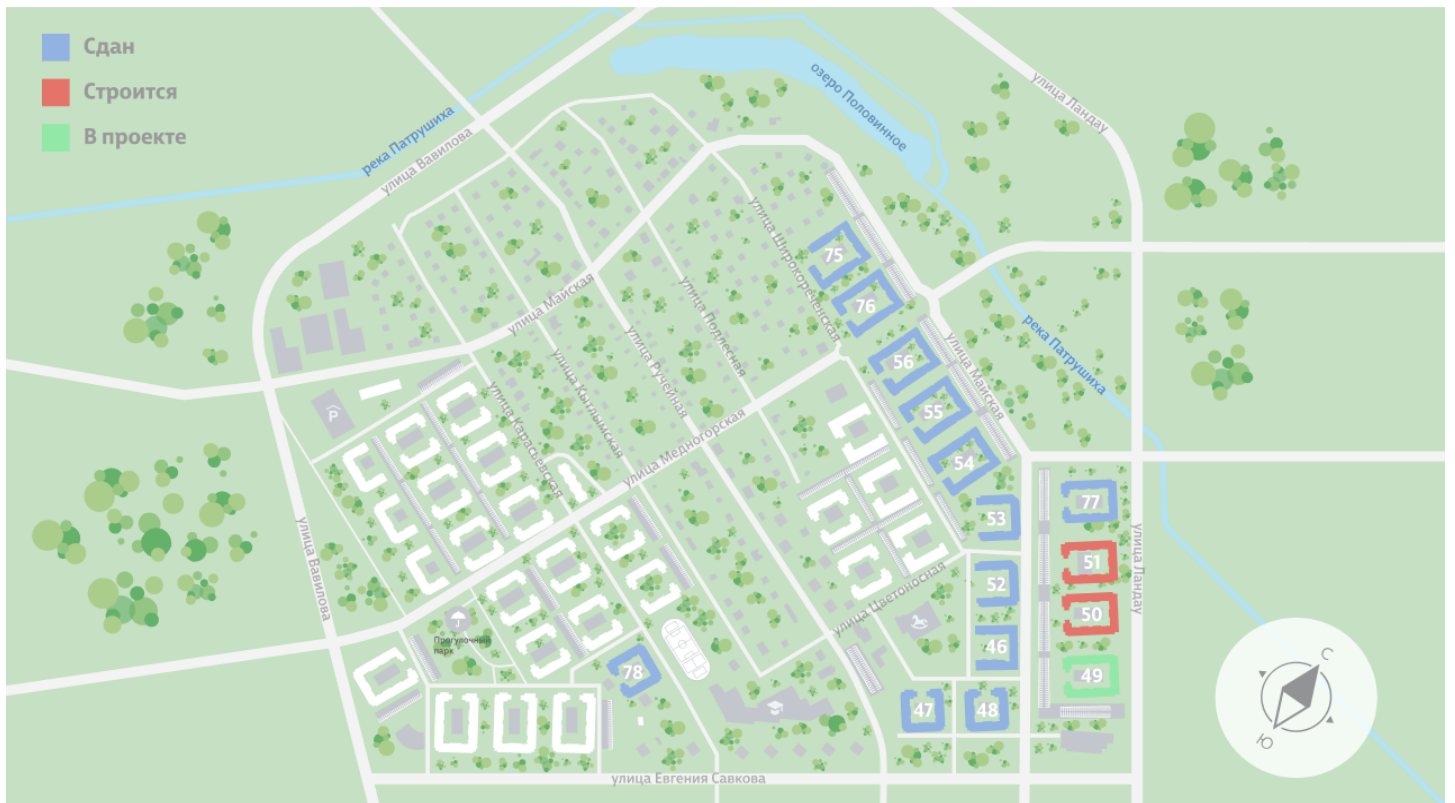 Сдан
Строится
В проекте
озеро Половинное
улица Ландау
река Патрушиха
улица Вавилова
улица Широкореченская
75
76
улица Майская
улица Подлесная
река Патрушиха
улица Майская
56
улица Ручейная
улица Кытлымская
улица Карасьевская
P
55
улица Медногорская
54
77
53
улица Вавилова
улица Ландау
51
52
улица Цветоносная
50
Прогулочный
парк
46
С
78
49
47
48
Ю
улица Евгения Савкова